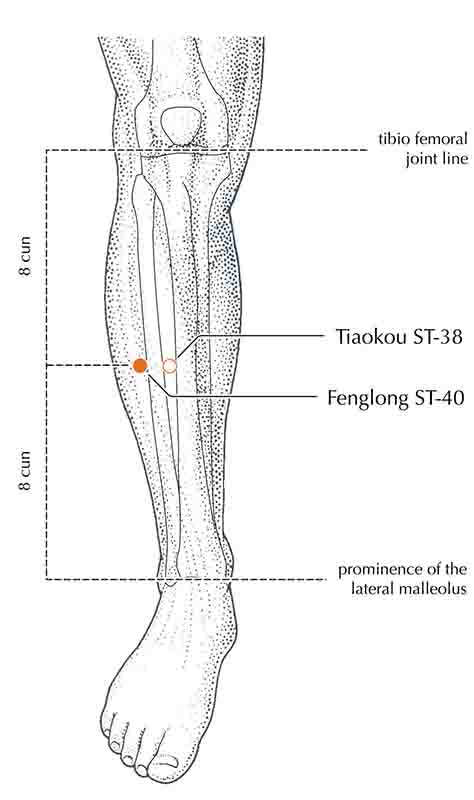 tibio femoral
joint line
8 cun
Tiaokou ST-38
Fenglong ST-40
8 cun
prominence of the
lateral malleolus